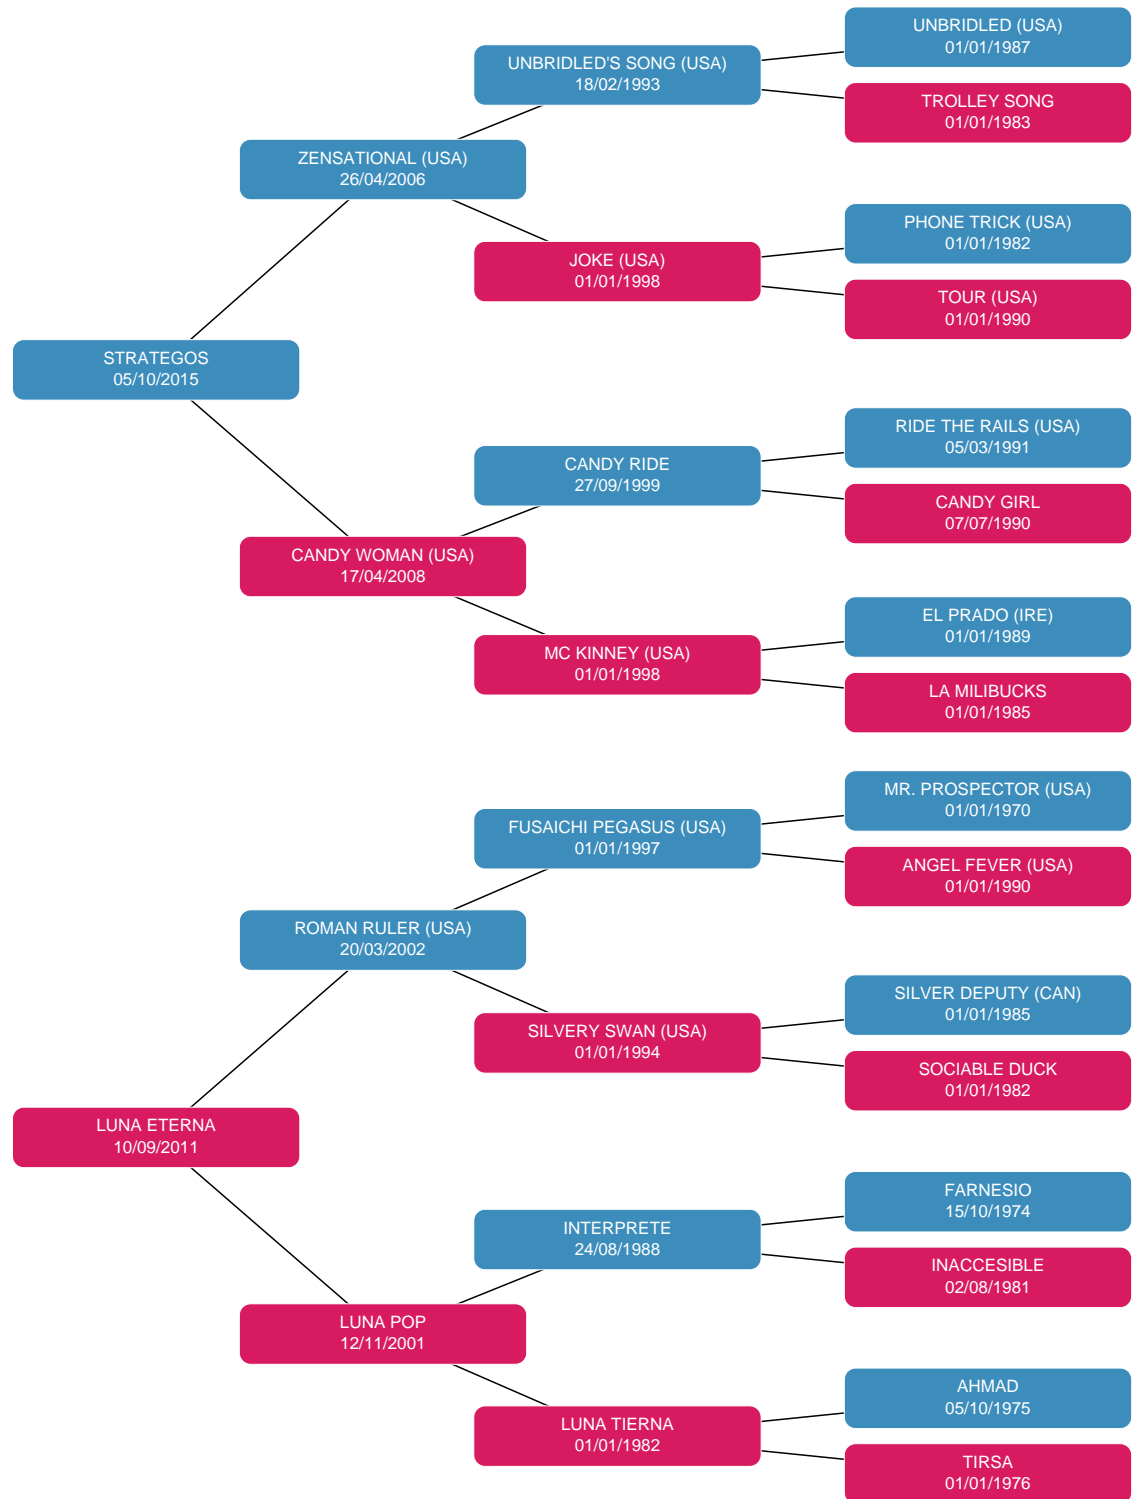 UNBRIDLED (USA)
01/01/1987
UNBRIDLED'S SONG (USA)
18/02/1993
TROLLEY SONG
01/01/1983
ZENSATIONAL (USA)
26/04/2006
PHONE TRICK (USA)
01/01/1982
JOKE (USA)
01/01/1998
TOUR (USA)
01/01/1990
STRATEGOS
05/10/2015
RIDE THE RAILS (USA)
05/03/1991
CANDY RIDE
27/09/1999
CANDY GIRL
07/07/1990
CANDY WOMAN (USA)
17/04/2008
EL PRADO (IRE)
01/01/1989
MC KINNEY (USA)
01/01/1998
LA MILIBUCKS
01/01/1985
MR. PROSPECTOR (USA)
01/01/1970
FUSAICHI PEGASUS (USA)
01/01/1997
ANGEL FEVER (USA)
01/01/1990
ROMAN RULER (USA)
20/03/2002
SILVER DEPUTY (CAN)
01/01/1985
SILVERY SWAN (USA)
01/01/1994
SOCIABLE DUCK
01/01/1982
LUNA ETERNA
10/09/2011
FARNESIO
15/10/1974
INTERPRETE
24/08/1988
INACCESIBLE
02/08/1981
LUNA POP
12/11/2001
AHMAD
05/10/1975
LUNA TIERNA
01/01/1982
TIRSA
01/01/1976